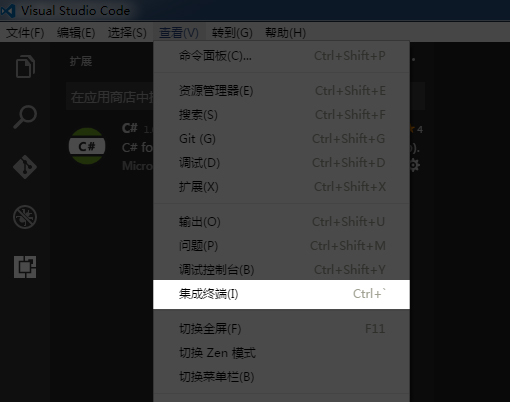 Visual Studio Code
文件(F) 编辑(E) 选择(S) 查看(V) 转到(G) 帮助(H)
扩展
命令面板(C)... Ctrl+Shift+P
资源管理器(E) Ctrl+Shift+E
在应用商店中
搜索(S) Ctrl+Shift+F
C# 1. 4
Git (G) Ctrl+Shift+G
C# C# fo ).
调试(D) Ctrl+Shift+D
Micro
扩展(X) Ctrl+Shift+X
输出(O) Ctrl+Shift+U
问题(P) Ctrl+Shift+M
调试控制台(B) Ctrl+Shift+Y
集成终端(I) Ctrl+`
切换全屏(F) F11
切换 Zen 模式
切换菜单栏(B)